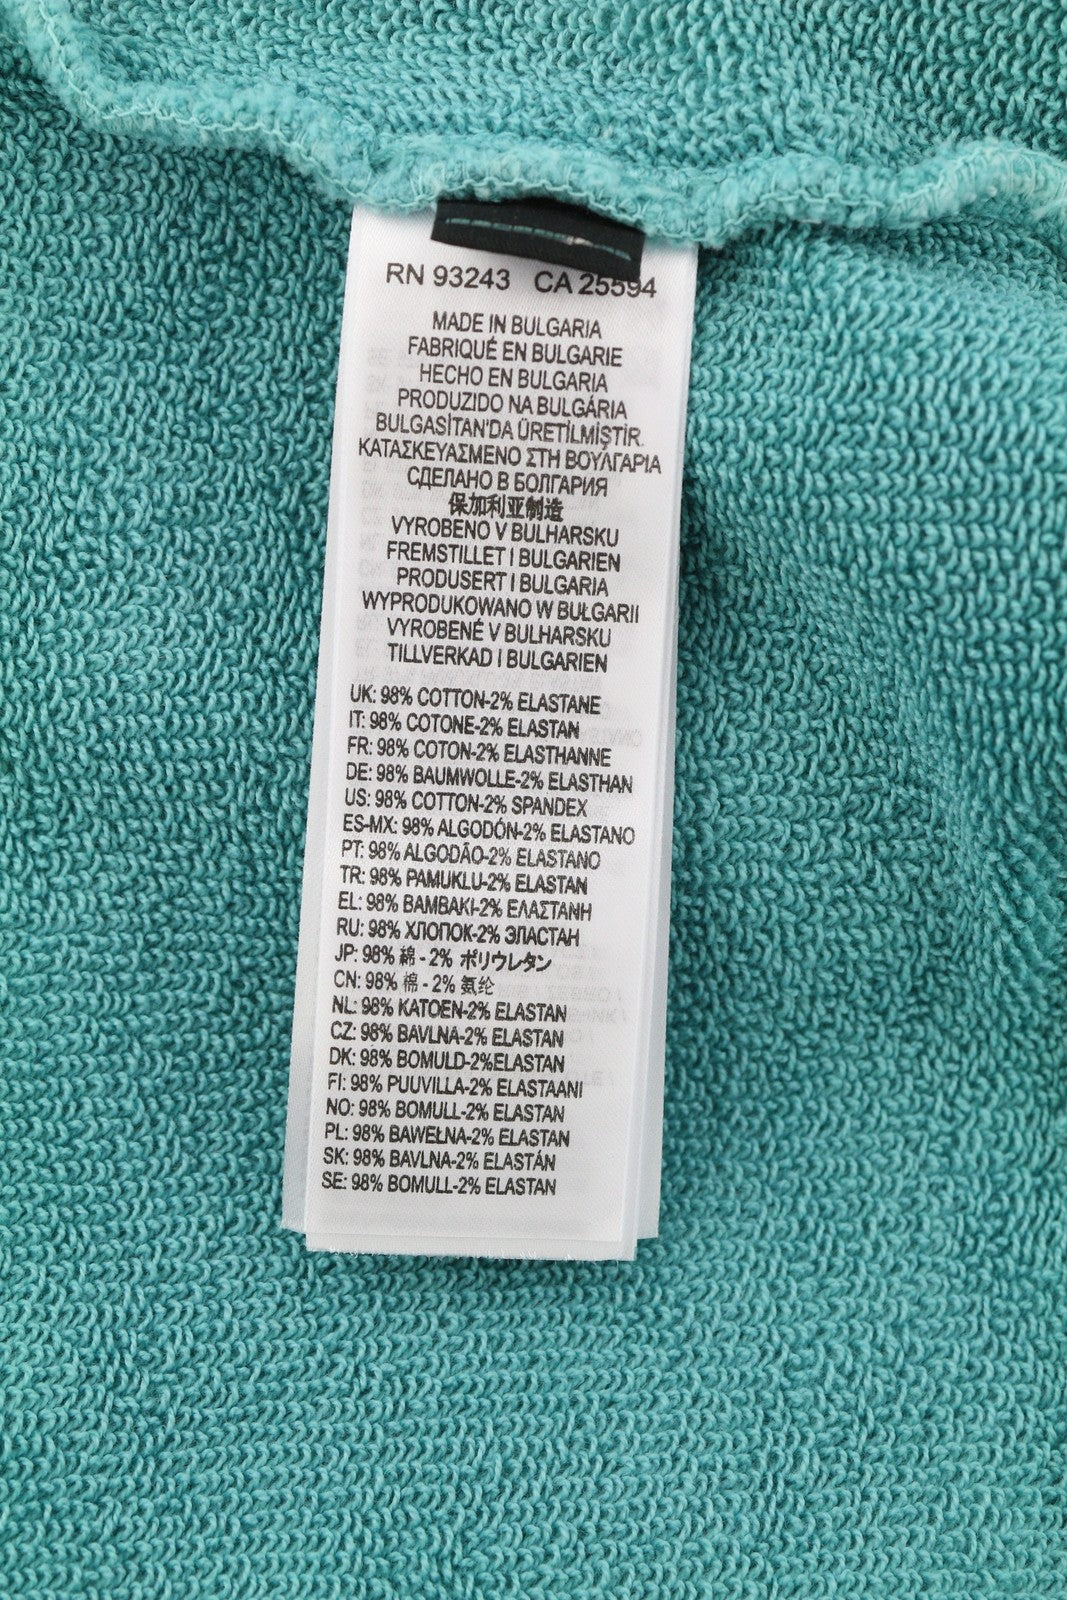 RN 93243 CA 25594
MADE IN BULGARIA
FABRIQUÉ EN BULGARIE
HECHO EN BULGARIA
PRODUZIDO NA BULGÁRIA
BULGASİTAN'DA ÜRETİLMİŞTİR.
ΚΑΤΑΣΚΕΥΑΣΜΕΝΟ ΣΤΗ ΒΟΥΛΓΑΡΙΑ
СДЕЛАНО В БОЛГАРИЯ
保加利亚制造
VYROBENO V BULHARSKU
FREMSTILLET I BULGARIEN
PRODUSERT I BULGARIA
WYPRODUKOWANO W BUŁGARII
VYROBENÉ V BULHARSKU
TILLVERKAD I BULGARIEN
UK: 98% COTTON-2% ELASTANE
IT: 98% COTONE-2% ELASTAN
FR: 98% COTON-2% ELASTHANNE
DE: 98% BAUMWOLLE-2% ELASTHAN
US: 98% COTTON-2% SPANDEX
ES-MX: 98% ALGODÓN-2% ELASTANO
PT: 98% ALGODÃO-2% ELASTANO
TR: 98% PAMUKLU-2% ELASTAN
EL: 98% ΒΑΜΒΑΚΙ-2% ΕΛΑΣΤΑΝΗ
RU: 98% ХЛОПОК-2% ЭЛАСТАН
JP: 98% 綿 - 2% ポリウレタン
CN: 98% 棉 - 2% 氨纶
NL: 98% KATOEN-2% ELASTAN
CZ: 98% BAVLNA-2% ELASTAN
DK: 98% BOMULD-2%ELASTAN
FI: 98% PUUVILLA-2% ELASTAANI
NO: 98% BOMULL-2% ELASTAN
PL: 98% BAWEŁNA-2% ELASTAN
SK: 98% BAVLNA-2% ELASTÁN
SE: 98% BOMULL-2% ELASTAN